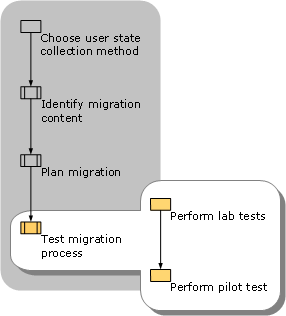 Choose user state
collection method
Identify migration
content
Plan migration
Test migration
process
Perform lab tests
Perform pilot test